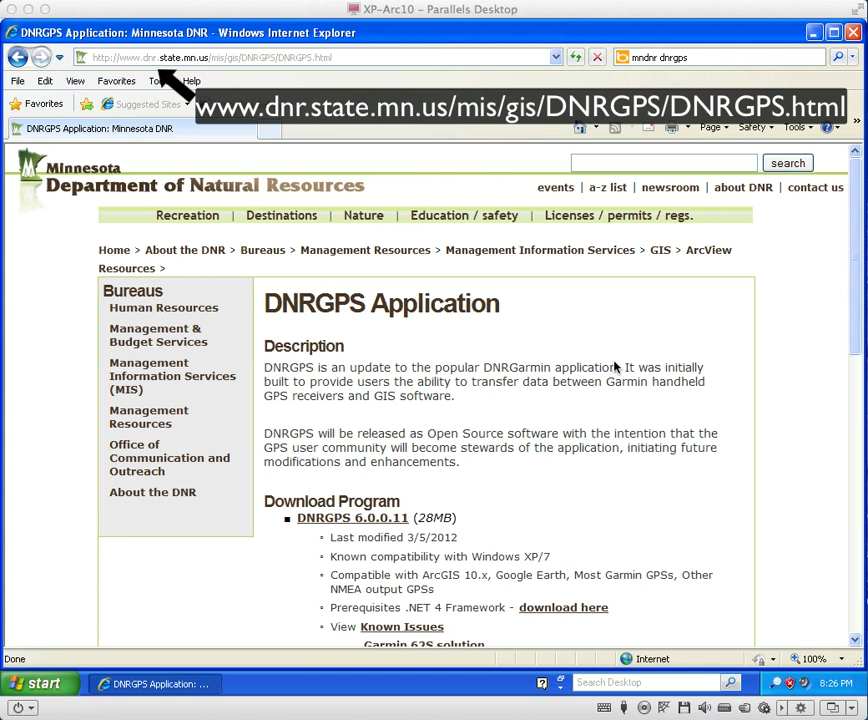 XP-Arc10 - Parallels Desktop
DNRGPS Application: Minnesota DNR - Windows Internet Explorer
http://www.dnr.state.mn.us/mis/gis/DNRGPS/DNRGPS.html
mndnr dnrgps
File Edit View Favorites Help
www.dnr.state.mn.us/mis/gis/DNRGPS/DNRGPS.html
Favorites Suggested Sites
DNRGPS Application: Minnesota DNR
Page Safety Tools
Minnesota
Department of Natural Resources
search
events | a-z list | newsroom | about DNR | contact us
Recreation | Destinations | Nature | Education / safety | Licenses / permits / regs.
Home > About the DNR > Bureaus > Management Resources > Management Information Services > GIS > ArcView
Resources >
Bureaus
Human Resources
Management &
Budget Services
Management
Information Services
(MIS)
Management
Resources
Office of
Communication and
Outreach
About the DNR
DNRGPS Application
Description
DNRGPS is an update to the popular DNRGarmin application. It was initially
built to provide users the ability to transfer data between Garmin handheld
GPS receivers and GIS software.
DNRGPS will be released as Open Source software with the intention that the
GPS user community will become stewards of the application, initiating future
modifications and enhancements.
Download Program
DNRGPS 6.0.0.11 (28MB)
Last modified 3/5/2012
Known compatibility with Windows XP/7
Compatible with ArcGIS 10.x, Google Earth, Most Garmin GPSs, Other
NMEA output GPSs
Prerequisites .NET 4 Framework - download here
View Known Issues
Garmin 62S solution
Done Internet 100%
start DNRGPS Application: ... Search Desktop 8:26 PM